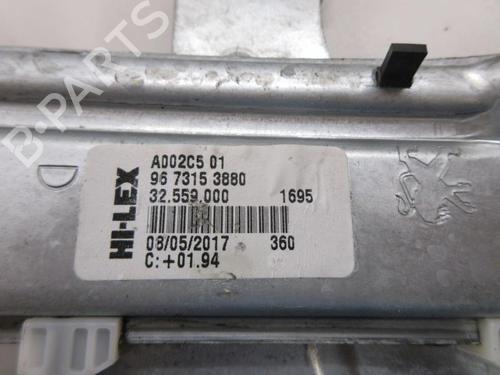 B-PARTS
A002C5 01
96 7315 3880
32.559.000 1695
HI-LEX
08/05/2017 360
C:+01.94
D